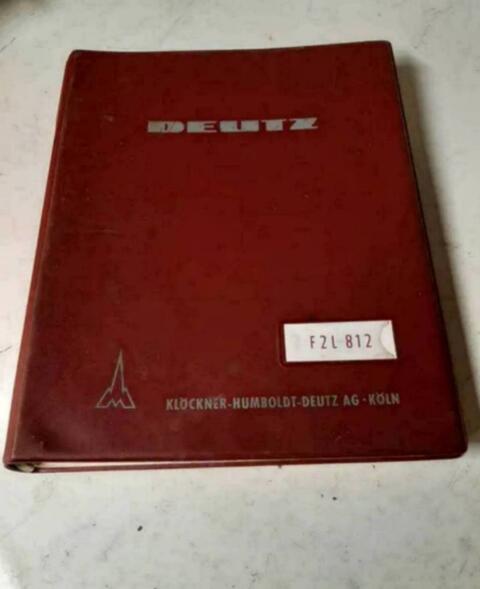 DEUTZ
F2L 812
KLÖCKNER-HUMBOLDT-DEUTZ AG · KÖLN